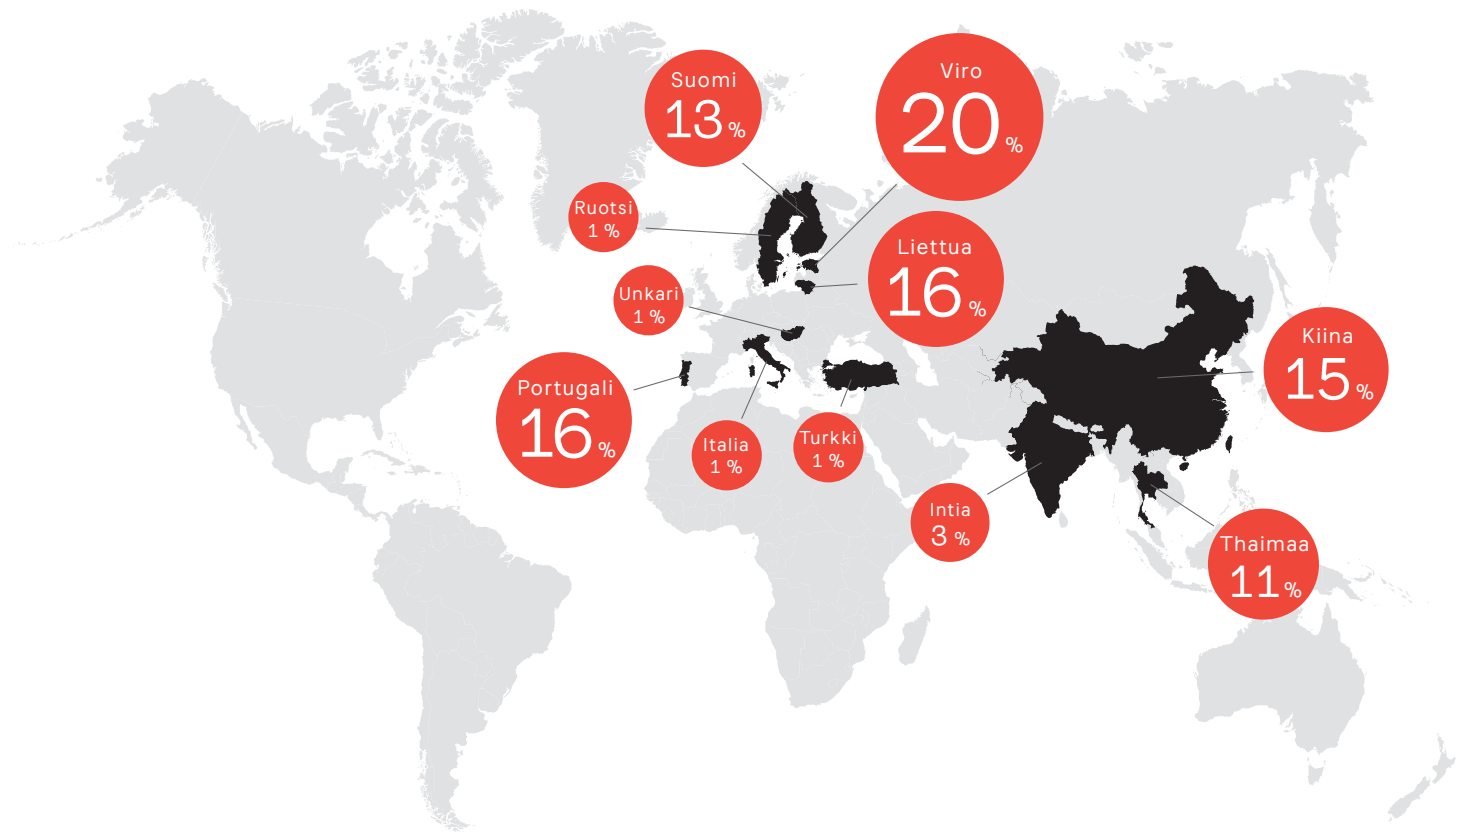 Suomi
13 %
Viro
20 %
Ruotsi
1 %
Liettua
16 %
Unkari
1 %
Kiina
15 %
Portugali
16 %
Italia
1 %
Turkki
1 %
Intia
3 %
Thaimaa
11 %